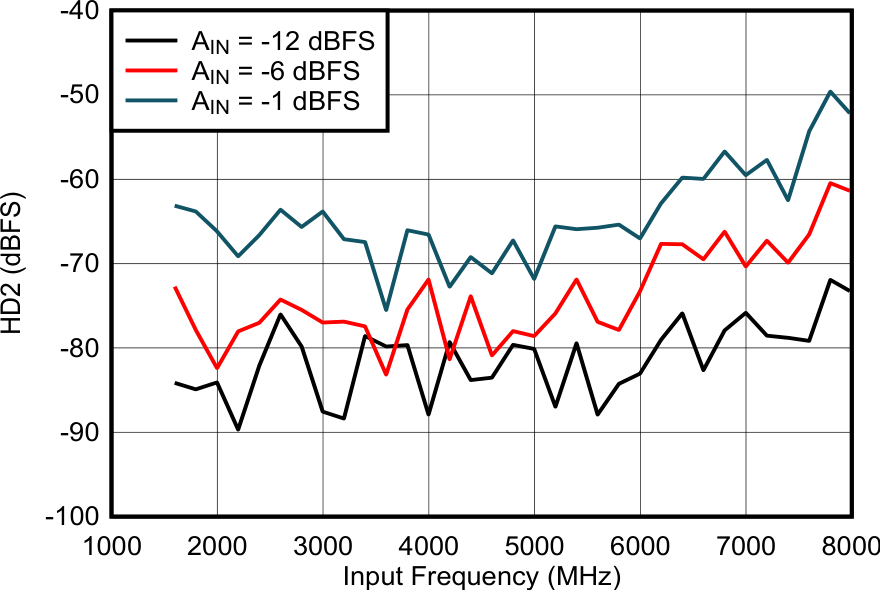 -40
-50
-60
-70
-80
-90
-100
HD2 (dBFS)
AIN = -12 dBFS
AIN = -6 dBFS
AIN = -1 dBFS
1000 2000 3000 4000 5000 6000 7000 8000
Input Frequency (MHz)